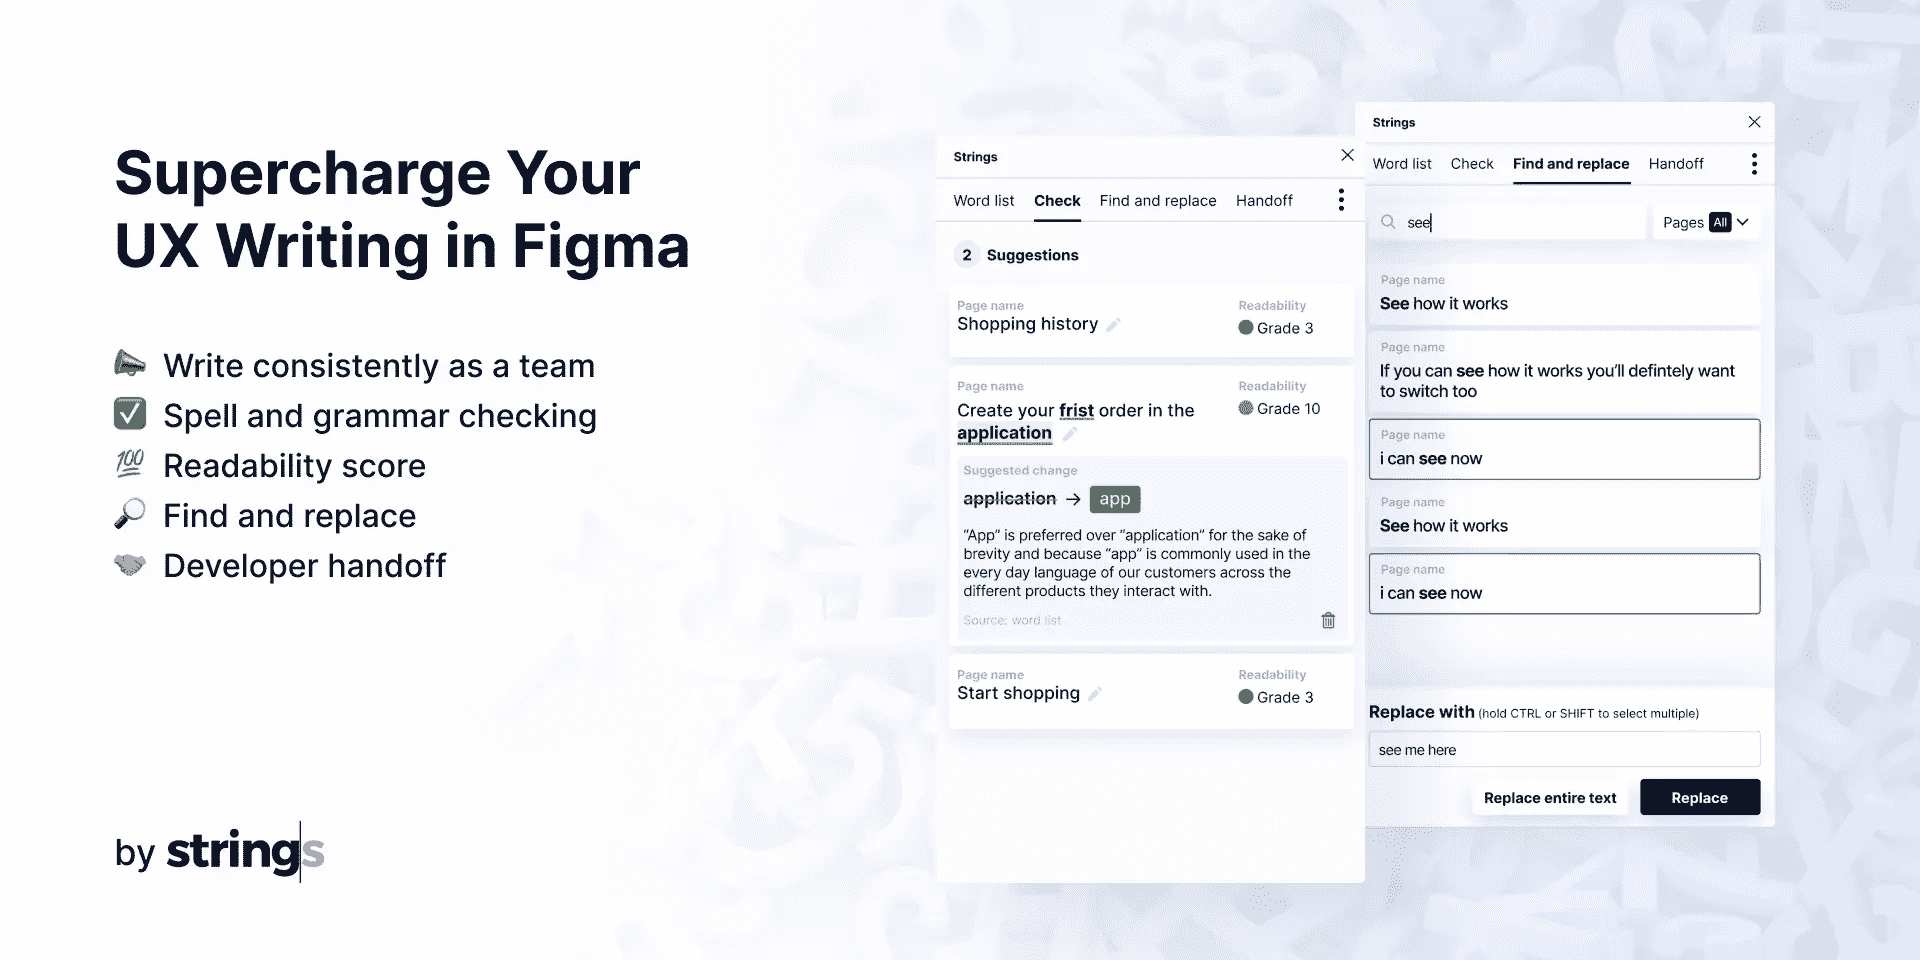 Supercharge Your
UX Writing in Figma
Write consistently as a team
Spell and grammar checking
100 Readability score
Find and replace
Developer handoff
by strings
Strings
Word list Check Find and replace Handoff
2 Suggestions
Page name Readability
Shopping history Grade 3
Page name Readability
Create your frist order in the Grade 10
application
Suggested change
application → app
“App” is preferred over “application” for the sake of
brevity and because “app” is commonly used in the
every day language of our customers across the
different products they interact with.
Source: word list
Page name Readability
Start shopping Grade 3
Strings
Word list Check Find and replace Handoff
see Pages All
Page name
See how it works
Page name
If you can see how it works you’ll defintely want
to switch too
Page name
i can see now
Page name
See how it works
Page name
i can see now
Replace with (hold CTRL or SHIFT to select multiple)
see me here
Replace entire text Replace